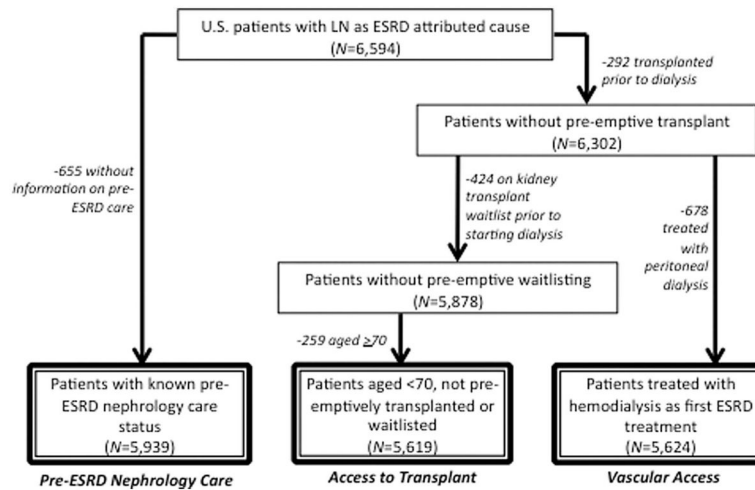 U.S. patients with LN as ESRD attributed cause
(N=6,594)
-292 transplanted
prior to dialysis
Patients without pre-emptive transplant
(N=6,302)
-655 without
information on pre-
ESRD care
-424 on kidney
transplant
waitlist prior to
starting dialysis
-678
treated
with
peritoneal
dialysis
Patients without pre-emptive waitlisting
(N=5,878)
-259 aged ≥70
Patients with known pre-
ESRD nephrology care
status
(N=5,939)
Patients aged <70, not pre-
emptively transplanted or
waitlisted
(N=5,619)
Patients treated with
hemodialysis as first ESRD
treatment
(N=5,624)
Pre-ESRD Nephrology Care
Access to Transplant
Vascular Access